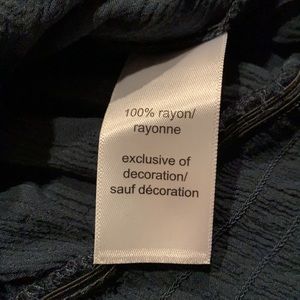 100% rayon/
rayonne
exclusive of
decoration/
sauf décoration